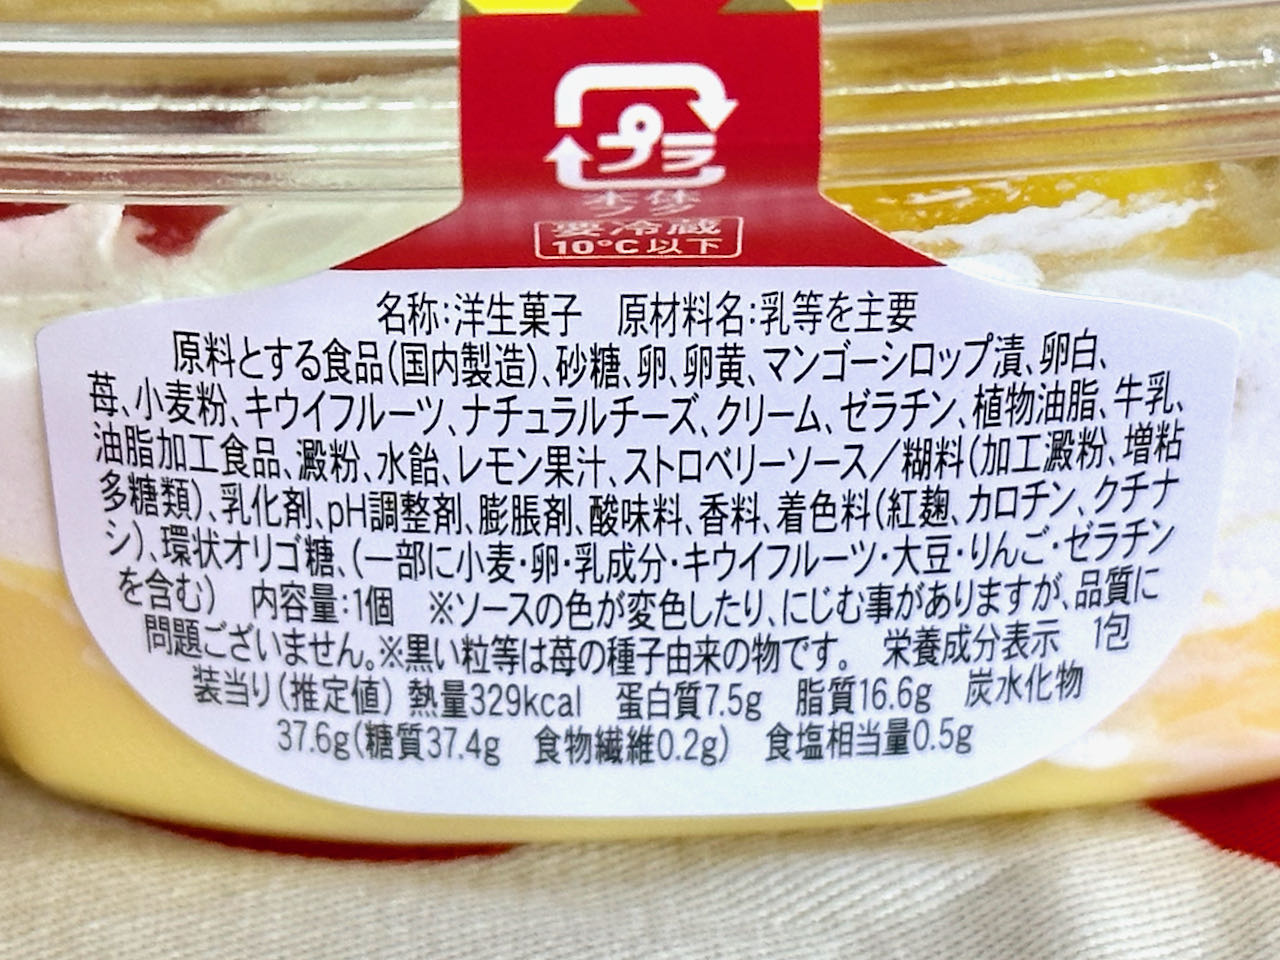 プラ
本体
フタ
要冷蔵
10℃以下
名称:洋生菓子　原材料名:乳等を主要
原料とする食品(国内製造)、砂糖、卵、卵黄、マンゴーシロップ漬、卵白、
苺、小麦粉、キウイフルーツ、ナチュラルチーズ、クリーム、ゼラチン、植物油脂、牛乳、
油脂加工食品、澱粉、水飴、レモン果汁、ストロベリーソース／糊料(加工澱粉、増粘
多糖類)、乳化剤、pH調整剤、膨脹剤、酸味料、香料、着色料(紅麹、カロチン、クチナ
シ)、環状オリゴ糖、(一部に小麦・卵・乳成分・キウイフルーツ・大豆・りんご・ゼラチン
を含む)　内容量:1個　※ソースの色が変色したり、にじむ事がありますが、品質に
問題ございません。※黒い粒等は苺の種子由来の物です。　栄養成分表示　1包
装当り(推定値) 熱量329kcal　蛋白質7.5g　脂質16.6g　炭水化物
37.6g(糖質37.4g　食物繊維0.2g)　食塩相当量0.5g